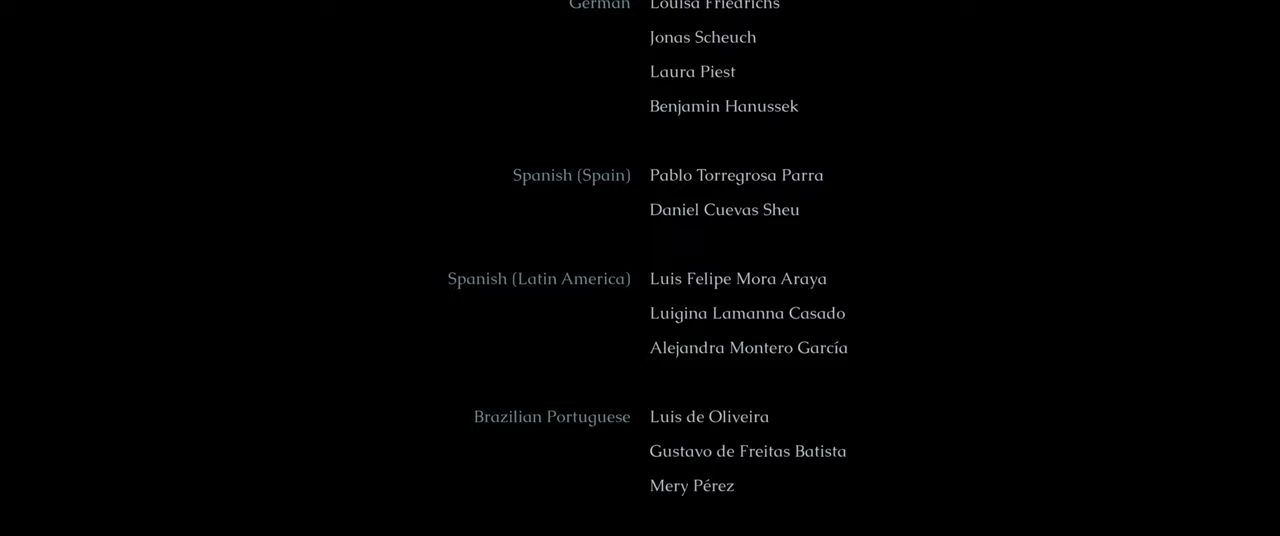 German Louisa Friedrichs
Jonas Scheuch
Laura Piest
Benjamin Hanussek
Spanish (Spain) Pablo Torregrosa Parra
Daniel Cuevas Sheu
Spanish (Latin America) Luis Felipe Mora Araya
Luigina Lamanna Casado
Alejandra Montero García
Brazilian Portuguese Luis de Oliveira
Gustavo de Freitas Batista
Mery Pérez